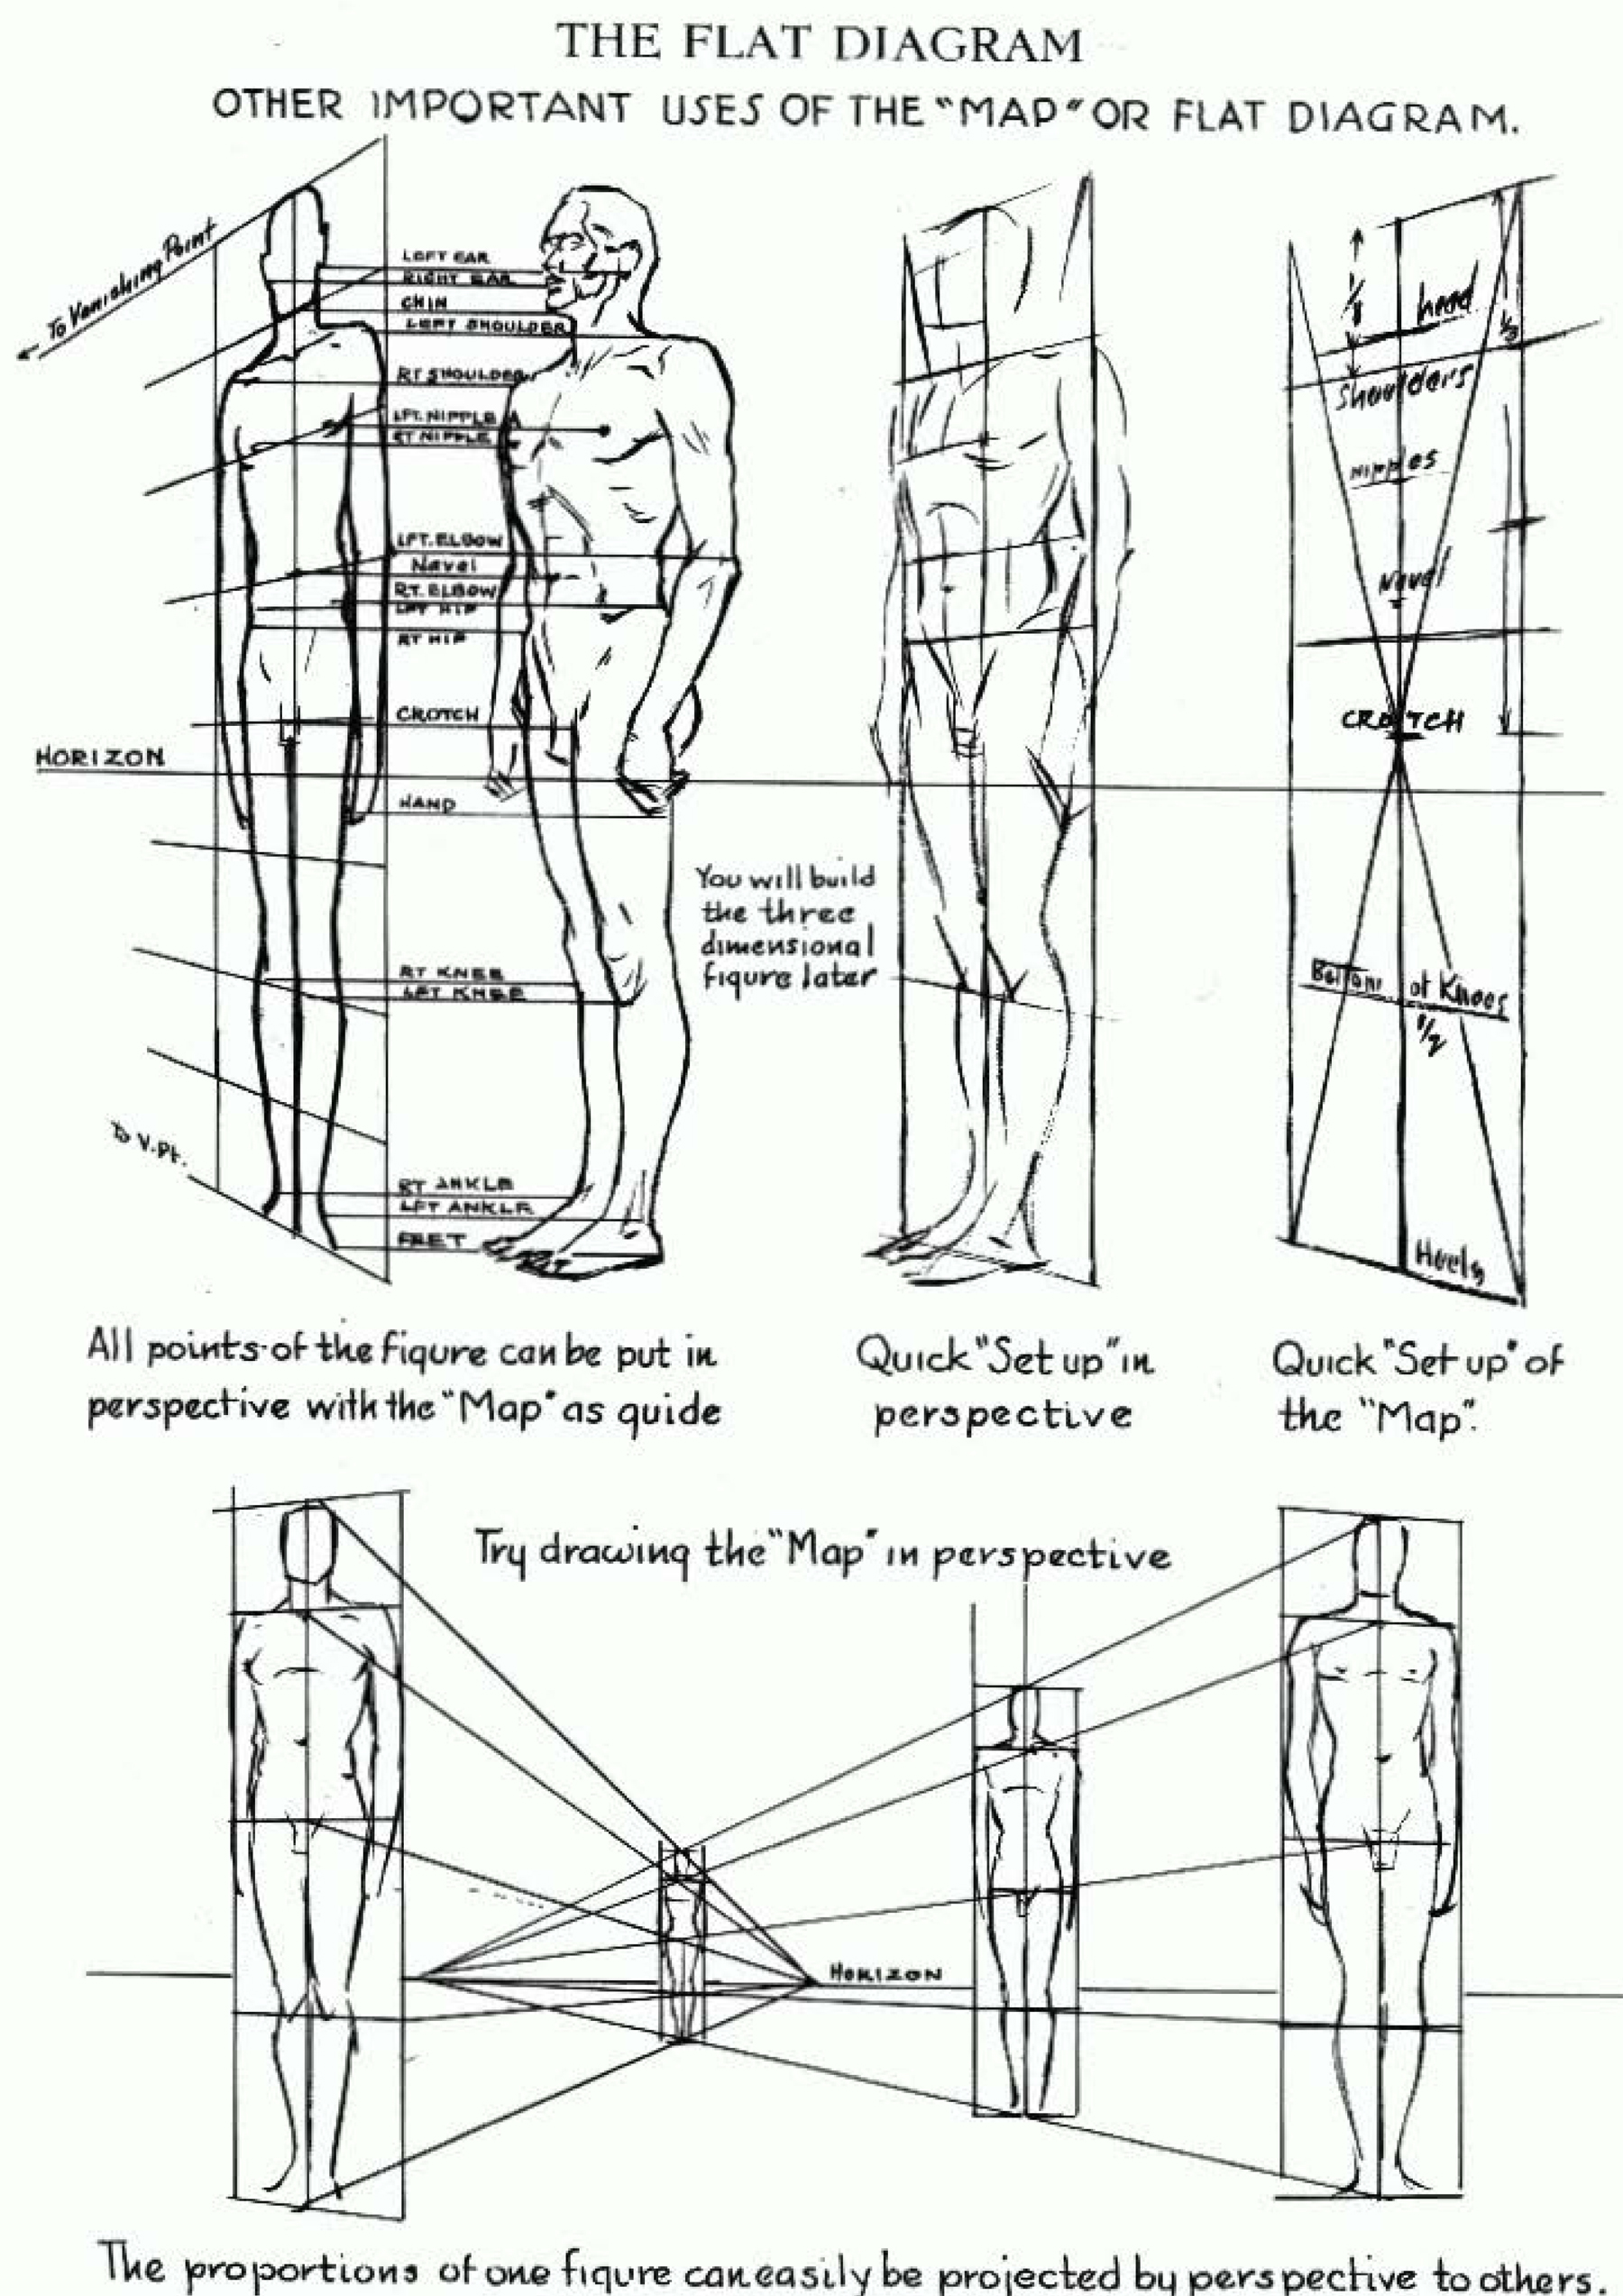 THE FLAT DIAGRAM
OTHER IMPORTANT USES OF THE "MAP" OR FLAT DIAGRAM.
To Vanishing Point
LEFT EAR
RIGHT EAR
CHIN
LEFT SHOULDER
RT SHOULDER
LFT. NIPPLE
RT NIPPLE
LFT. ELBOW
Navel
RT. ELBOW
LFT HIP
RT HIP
CROTCH
HORIZON
HAND
RT KNEE
LFT KNEE
To V. Pt.
RT ANKLE
LFT ANKLE
FEET
You will build
the three
dimensional
figure later
head
1/3
Shoulders
nipples
Navel
CROTCH
Bottom of Knees
1/2
Heels
All points of the figure can be put in
perspective with the "Map" as guide
Quick "Set up" in
perspective
Quick "Set up" of
the "Map".
Try drawing the "Map" in perspective
HORIZON
The proportions of one figure can easily be projected by perspective to others.